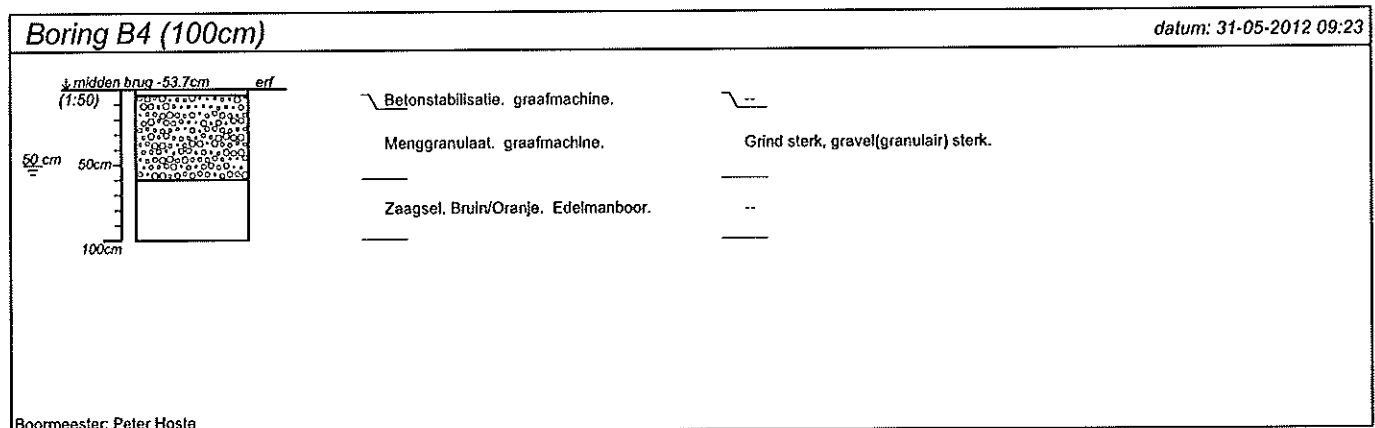 Boring B4 (100cm)
datum: 31-05-2012 09:23
midden brug -53.7cm erf
(1:50)
Betonstabilisatie. graafmachine.
--
Menggranulaat. graafmachine.
Grind sterk, gravel(granulair) sterk.
50 cm
50cm
Zaagsel, Bruin/Oranje. Edelmanboor.
--
100cm
Boormeester: Peter Hosta